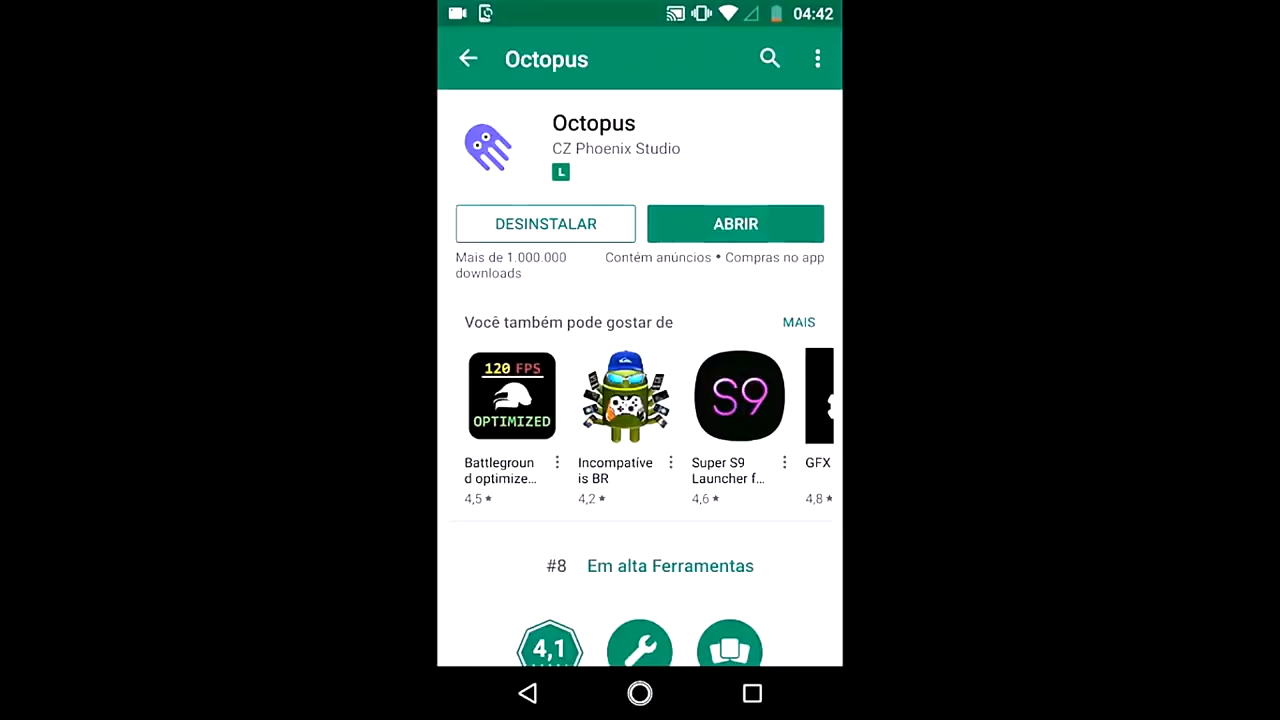 04:42
Octopus
Octopus
CZ Phoenix Studio
L
DESINSTALAR
ABRIR
Mais de 1.000.000
downloads
Contém anúncios • Compras no app
Você também pode gostar de
MAIS
120 FPS
OPTIMIZED
S9
Battlegroun
d optimize...
4,5 ★
Incompatíve
is BR
4,2 ★
Super S9
Launcher f...
4,6 ★
GFX
4,8 ★
#8 Em alta Ferramentas
4,1